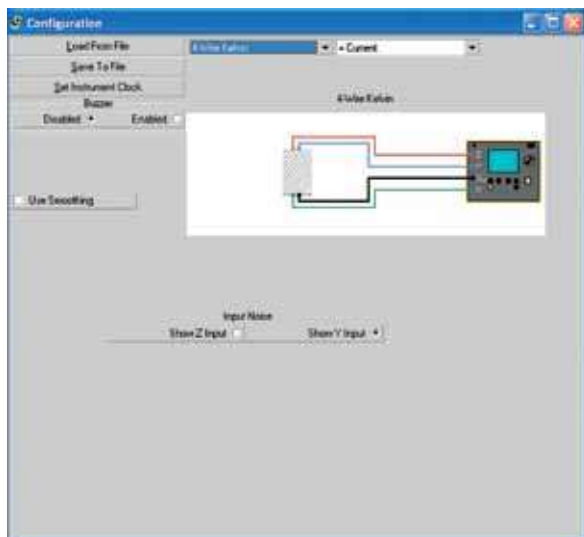 Configuration
Load From File
4-Wire Kelvin
+ Current
Save To File
Set Instrument Clock
Buzzer
4-Wire Kelvin
Disabled
Enabled
Use Smoothing
Input Noise
Show Z Input
Show Y Input